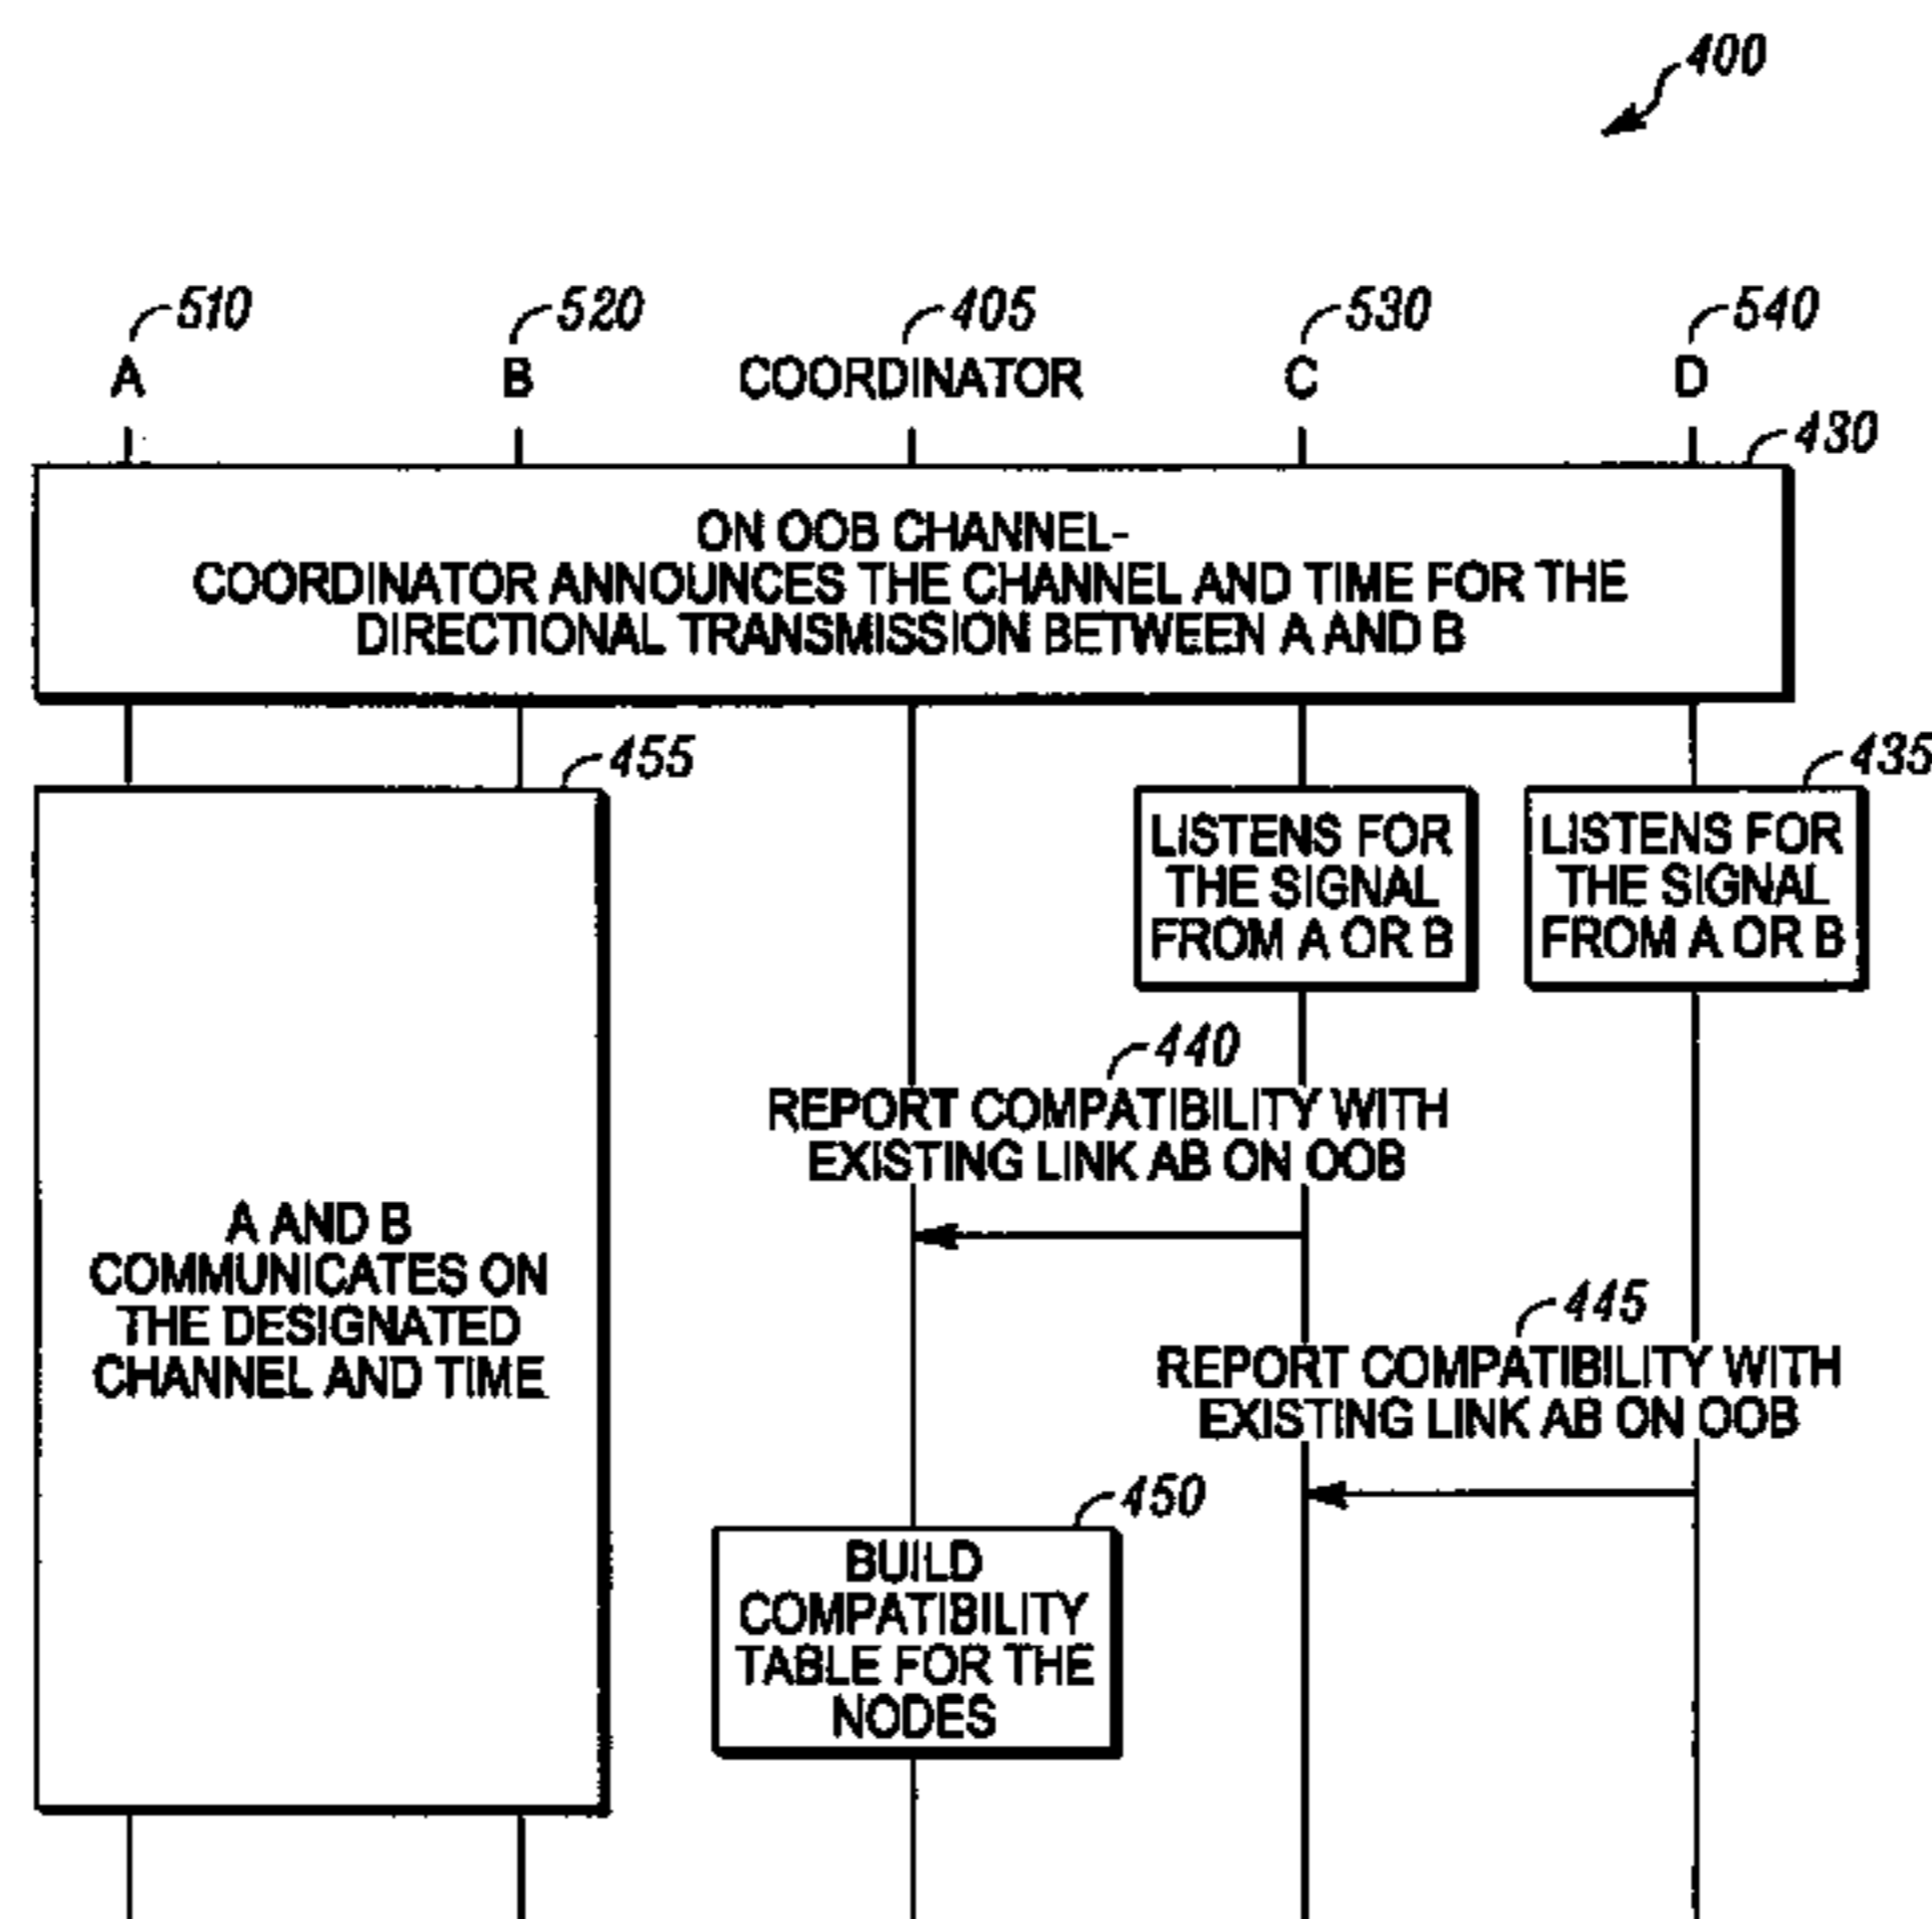 400
510
520
405
530
540
A
B
COORDINATOR
C
D
430
ON OOB CHANNEL-
COORDINATOR ANNOUNCES THE CHANNEL AND TIME FOR THE
DIRECTIONAL TRANSMISSION BETWEEN A AND B
455
435
LISTENS FOR
THE SIGNAL
FROM A OR B
LISTENS FOR
THE SIGNAL
FROM A OR B
440
REPORT COMPATIBILITY WITH
EXISTING LINK AB ON OOB
A AND B
COMMUNICATES ON
THE DESIGNATED
CHANNEL AND TIME
445
REPORT COMPATIBILITY WITH
EXISTING LINK AB ON OOB
450
BUILD
COMPATIBILITY
TABLE FOR THE
NODES